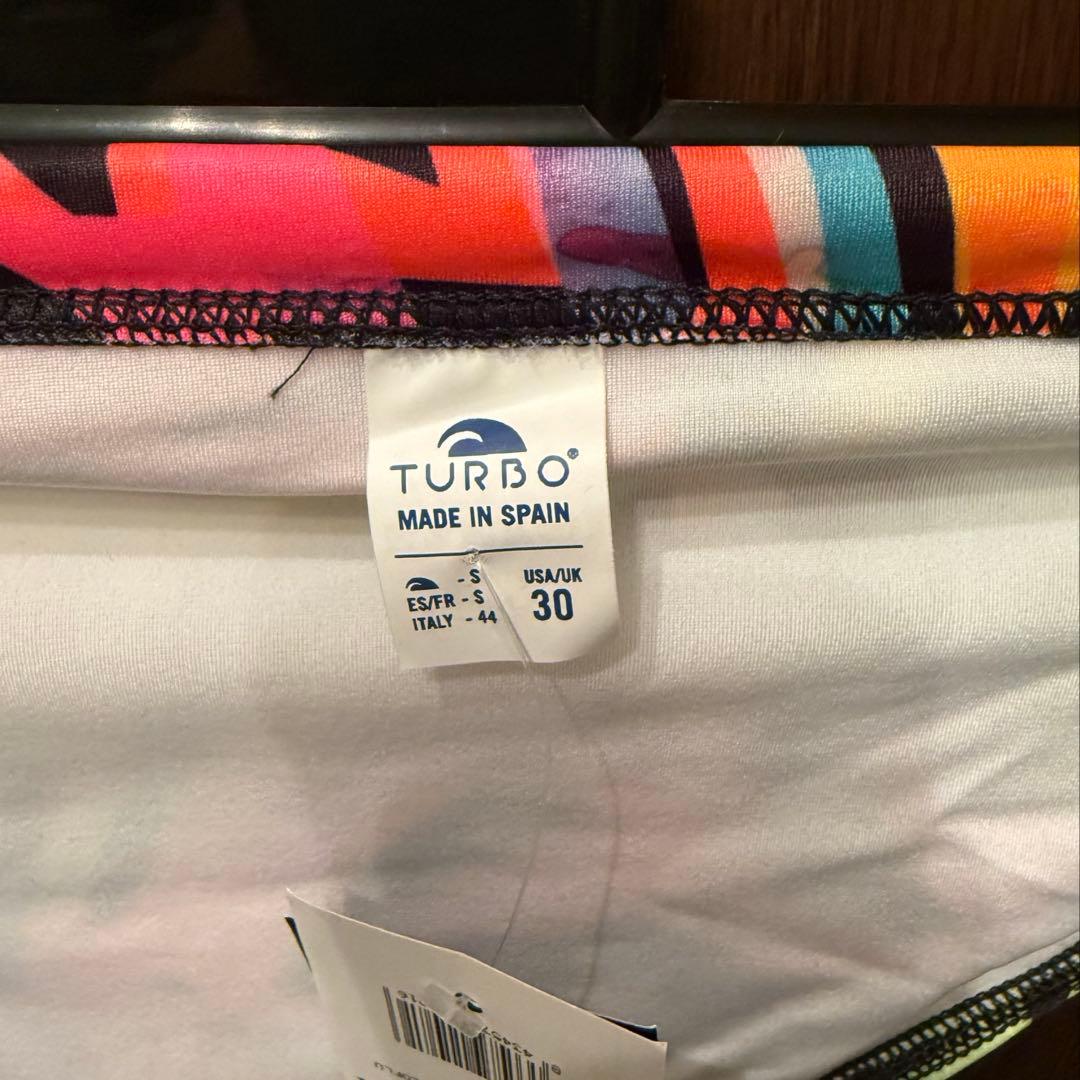 TURBO
MADE IN SPAIN
- S
ES/FR - S
ITALY - 44
USA/UK
30